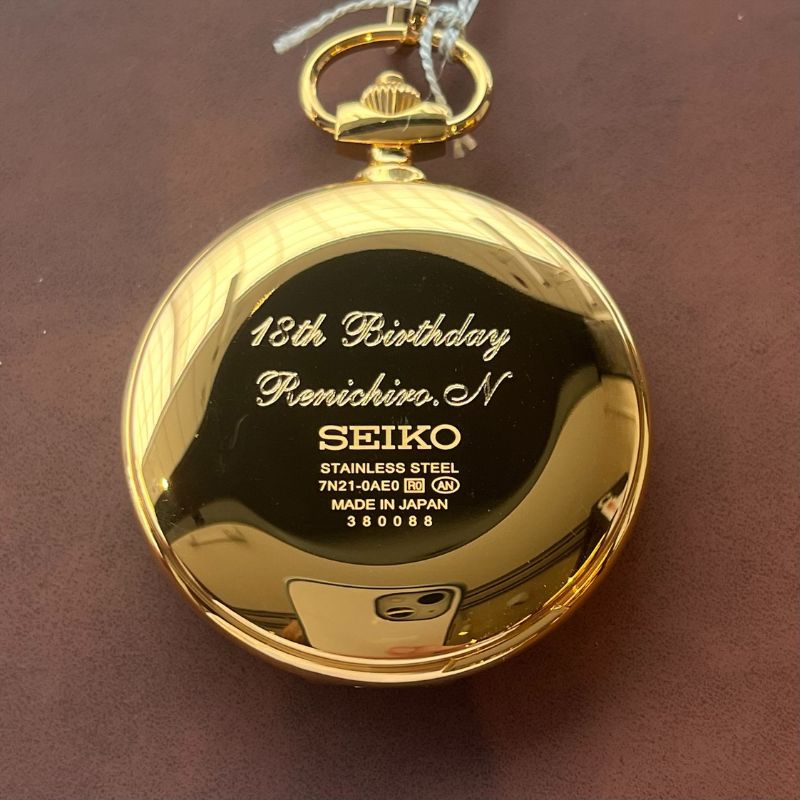 18th Birthday
Renichiro.N
SEIKO
STAINLESS STEEL
7N21-0AE0 R0 AN
MADE IN JAPAN
380088